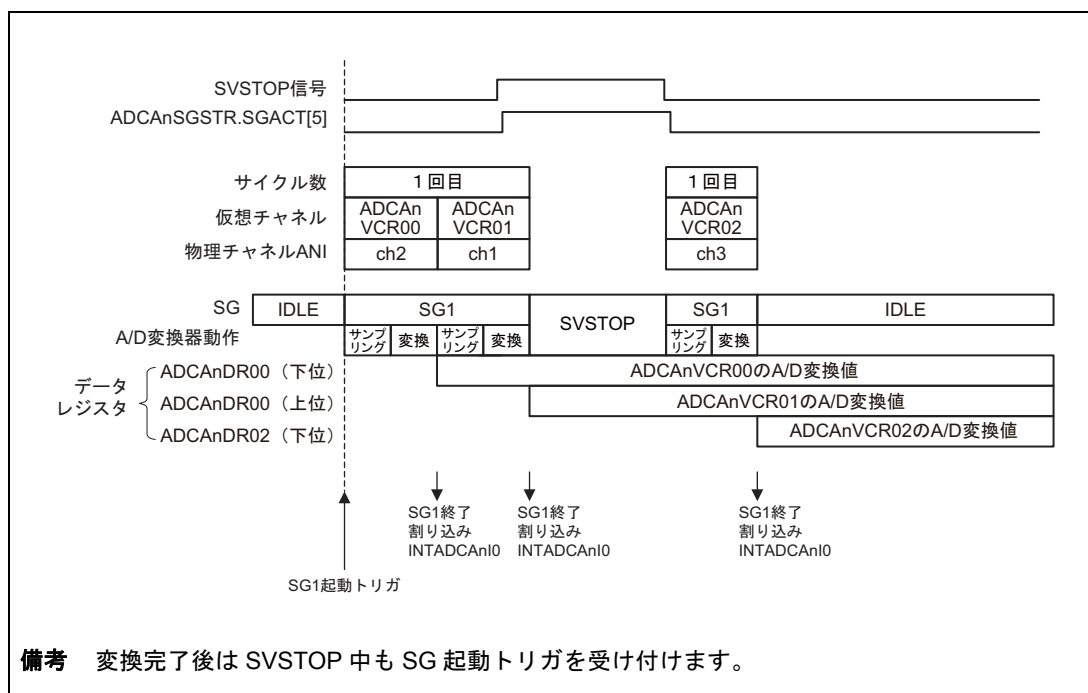 SVSTOP信号
ADCAnSGSTR.SGACT[5]
サイクル数 1回目 1回目
仮想チャネル ADCAn ADCAn ADCAn
VCR00 VCR01 VCR02
物理チャネルANI ch2 ch1 ch3
SG IDLE SG1 SVSTOP SG1 IDLE
A/D変換器動作 サンプ 変換 サンプ 変換 サンプ 変換
リング リング リング
データ
レジスタ
ADCAnDR00(下位) ADCAnVCR00のA/D変換値
ADCAnDR00(上位) ADCAnVCR01のA/D変換値
ADCAnDR02(下位) ADCAnVCR02のA/D変換値
SG1終了 SG1終了 SG1終了
割り込み 割り込み 割り込み
INTADCAnI0 INTADCAnI0 INTADCAnI0
SG1起動トリガ
備考 変換完了後は SVSTOP 中も SG 起動トリガを受け付けます。